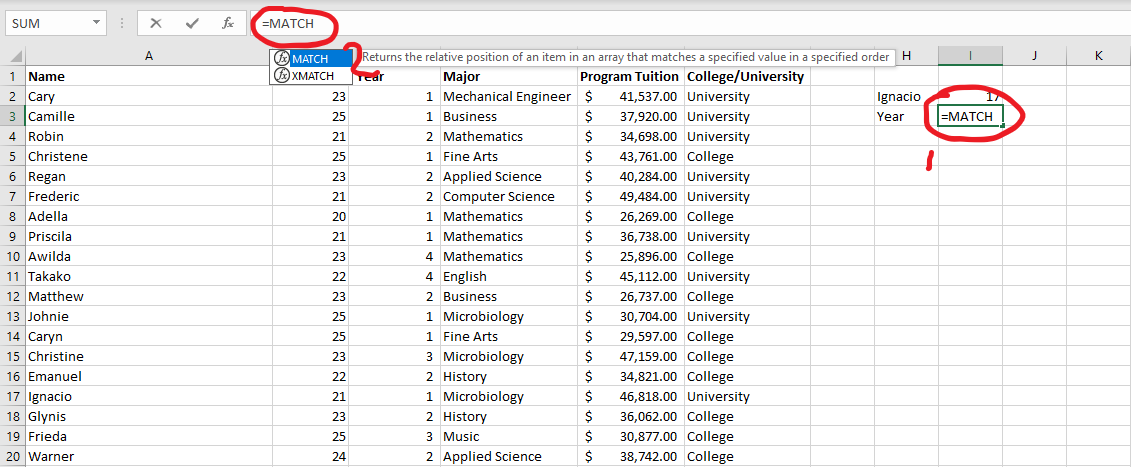 SUM =MATCH
MATCH Returns the relative position of an item in an array that matches a specified value in a specified order
XMATCH
2
A H I J K
1 Name Year Major Program Tuition College/University
2 Cary 23 1 Mechanical Engineer $ 41,537.00 University Ignacio 17
3 Camille 25 1 Business $ 37,920.00 University Year =MATCH
4 Robin 21 2 Mathematics $ 34,698.00 University
1
5 Christene 25 1 Fine Arts $ 43,761.00 College
6 Regan 23 2 Applied Science $ 40,284.00 University
7 Frederic 21 2 Computer Science $ 49,484.00 University
8 Adella 20 1 Mathematics $ 26,269.00 College
9 Priscila 21 1 Mathematics $ 36,738.00 University
10 Awilda 23 4 Mathematics $ 25,896.00 College
11 Takako 22 4 English $ 45,112.00 University
12 Matthew 23 2 Business $ 26,737.00 College
13 Johnie 25 1 Microbiology $ 30,704.00 University
14 Caryn 25 1 Fine Arts $ 29,597.00 College
15 Christine 23 3 Microbiology $ 47,159.00 College
16 Emanuel 22 2 History $ 34,821.00 College
17 Ignacio 21 1 Microbiology $ 46,818.00 University
18 Glynis 23 2 History $ 36,062.00 College
19 Frieda 25 3 Music $ 30,877.00 College
20 Warner 24 2 Applied Science $ 38,742.00 College